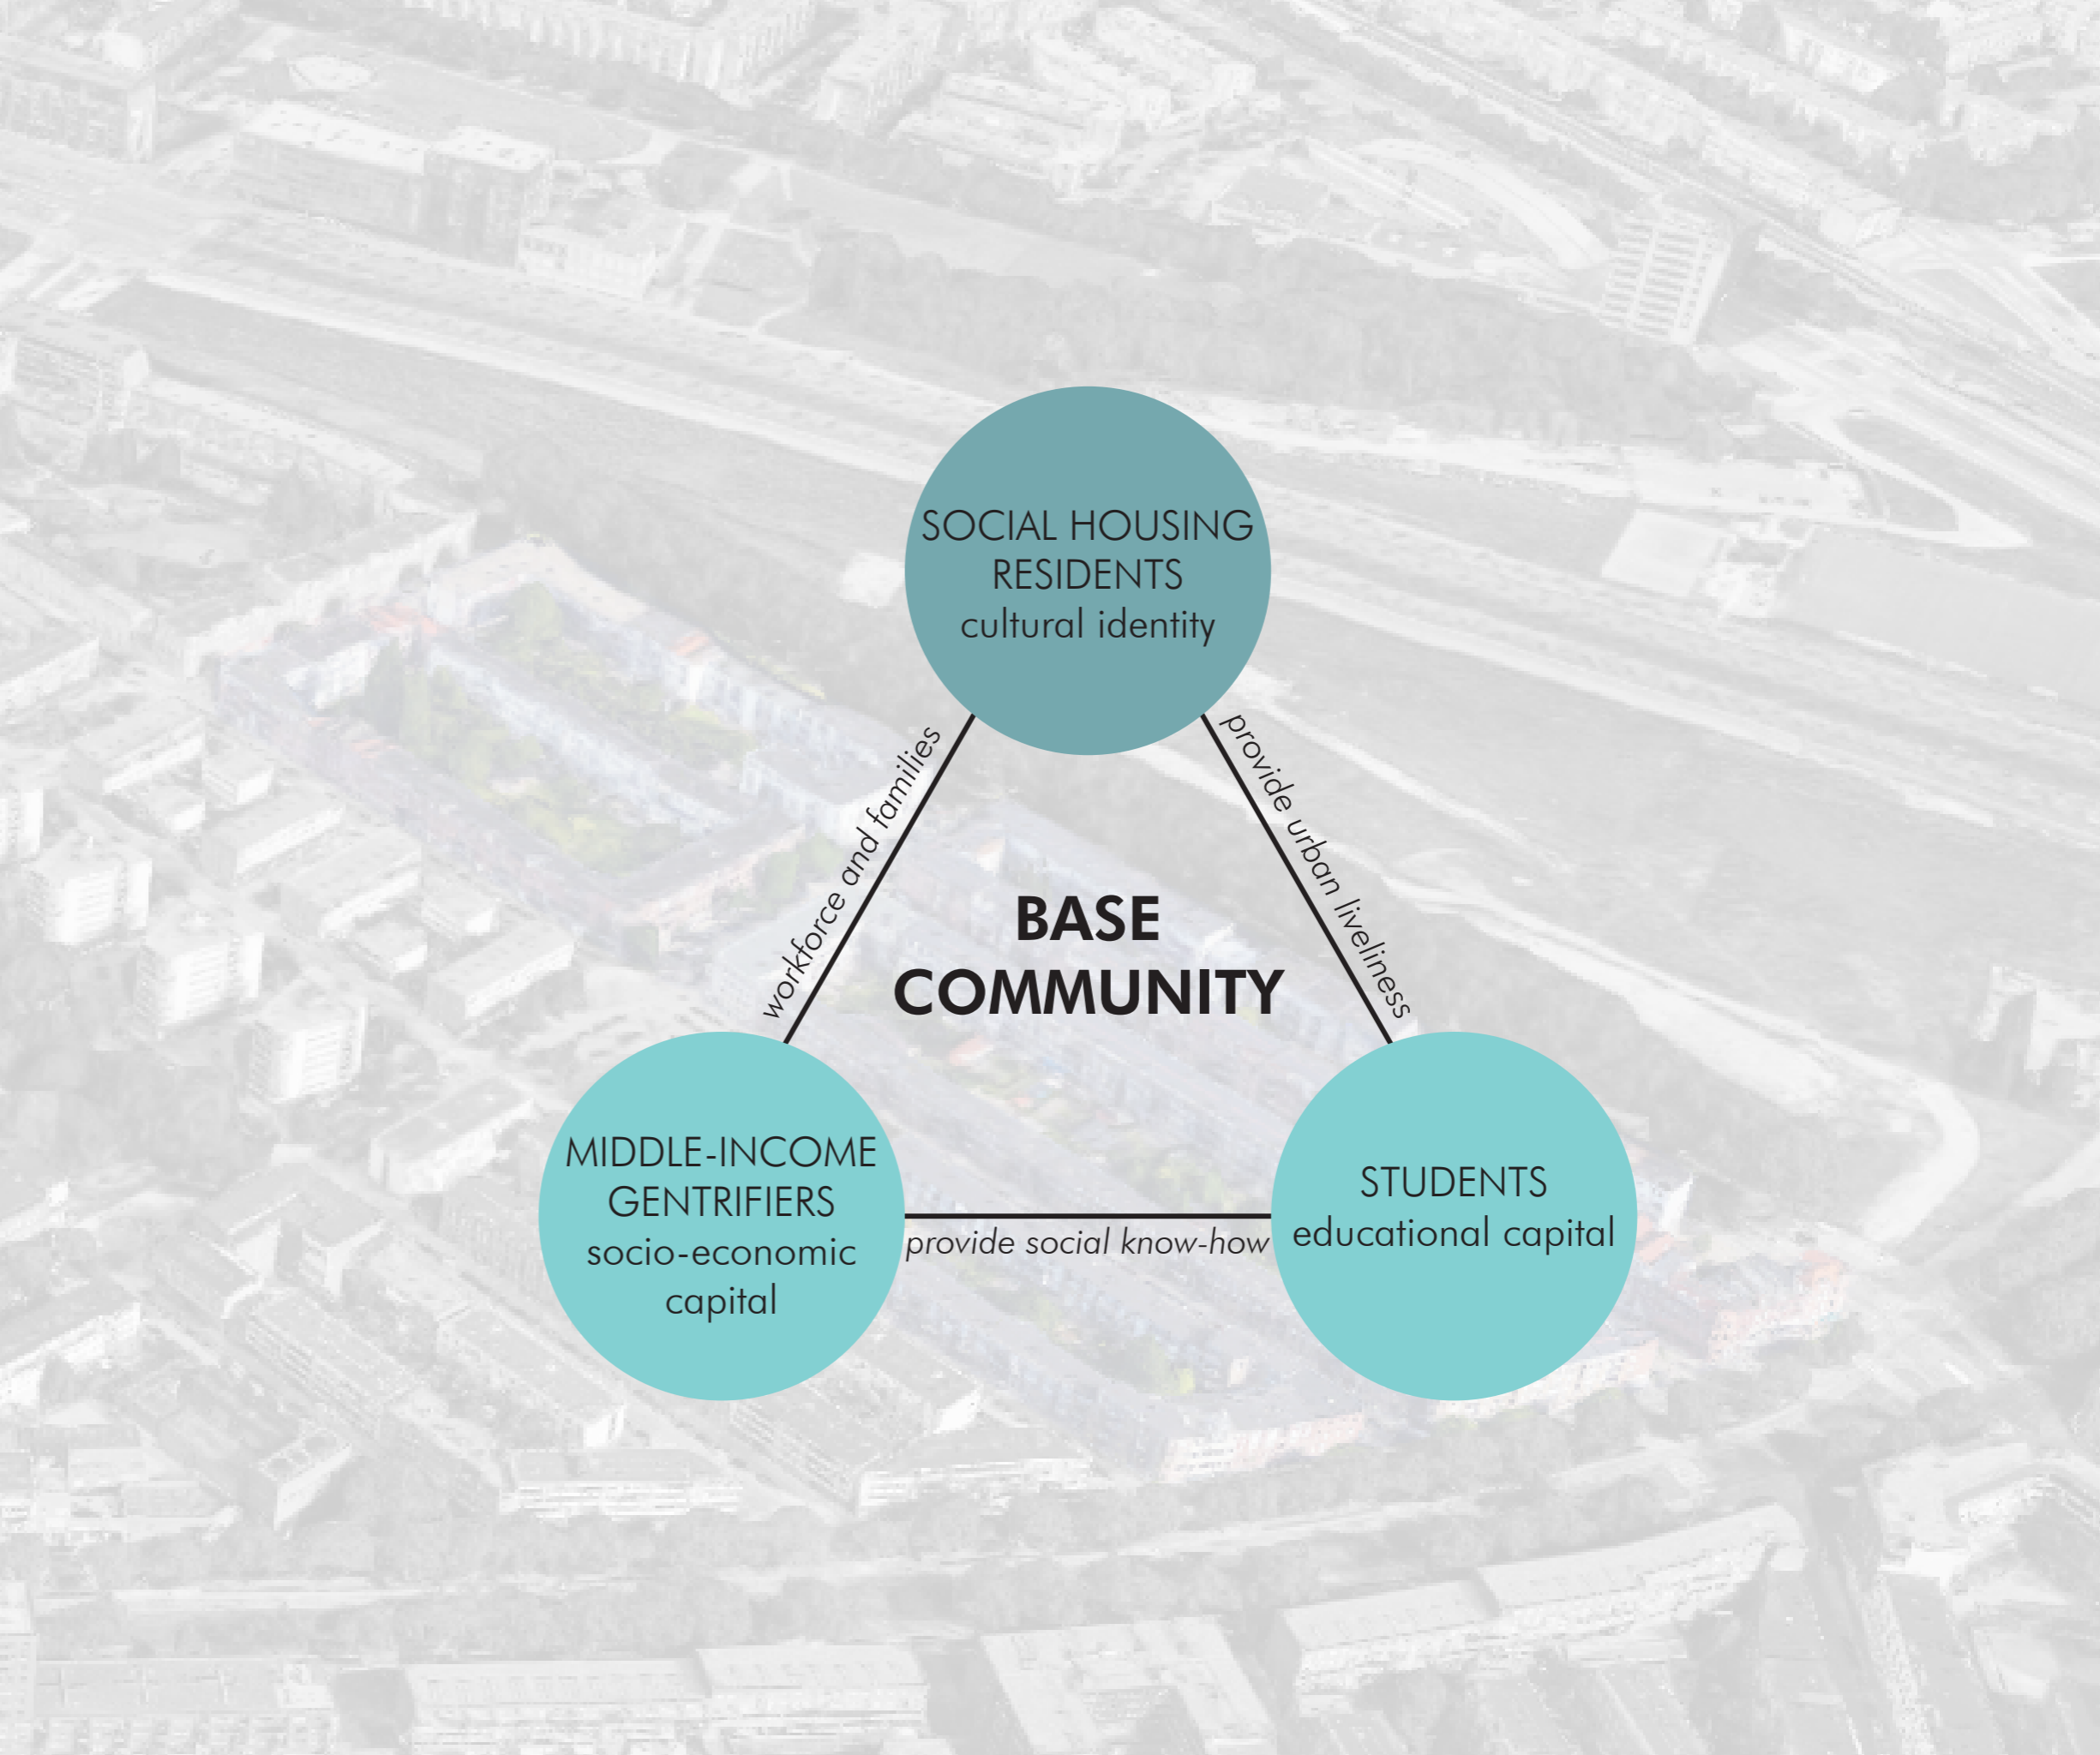 SOCIAL HOUSING
RESIDENTS
cultural identity
workforce and families
provide urban liveliness
BASE
COMMUNITY
MIDDLE-INCOME
GENTRIFIERS
socio-economic
capital
provide social know-how
STUDENTS
educational capital